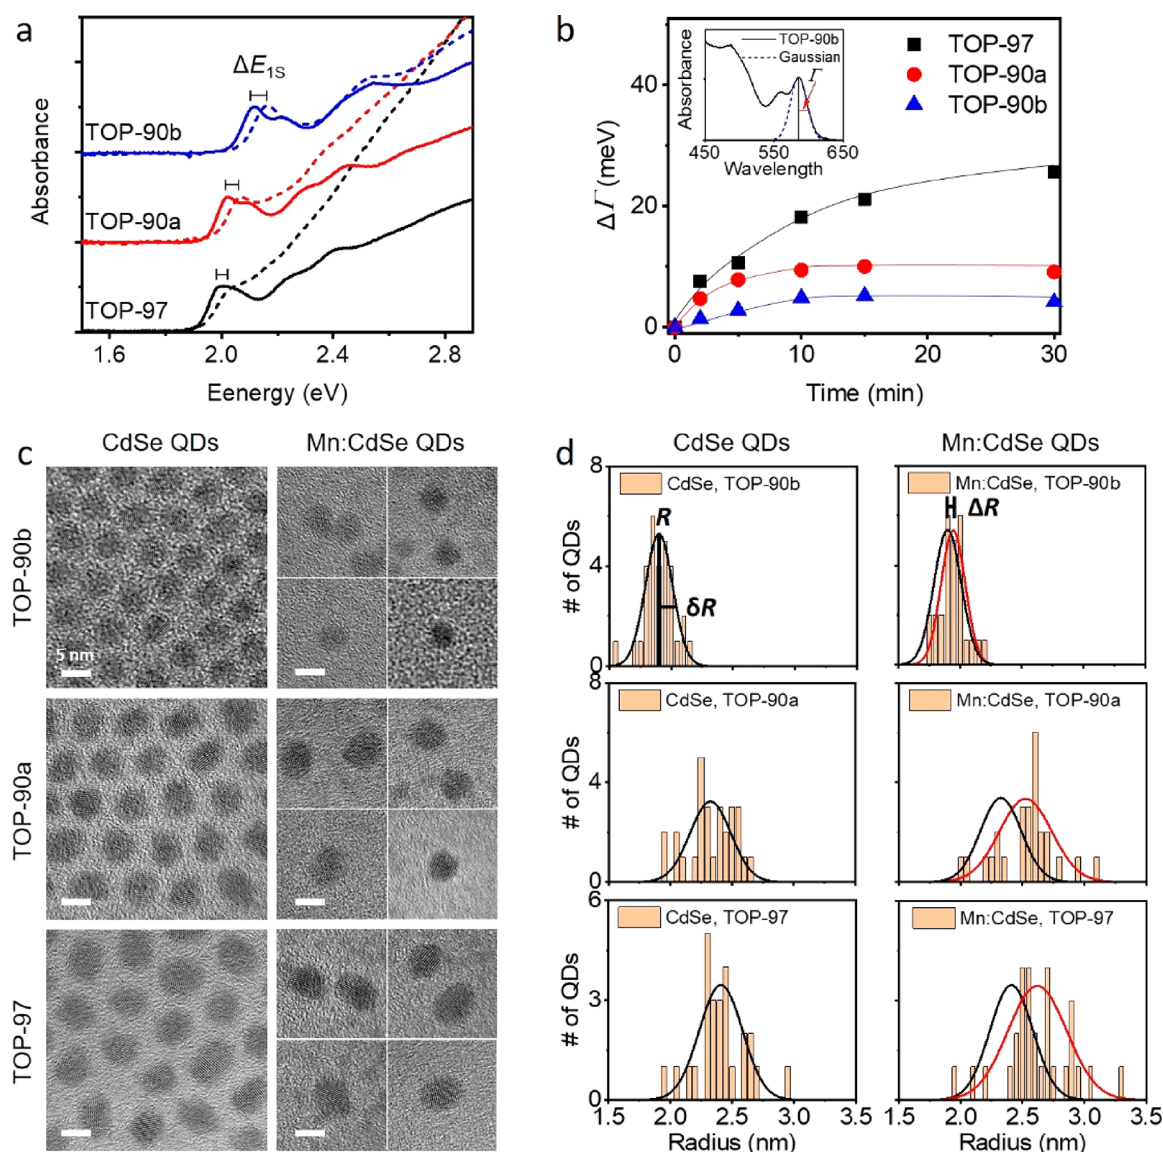 a
ΔE1S
TOP-90b
TOP-90a
TOP-97
Absorbance
1.6 2.0 2.4 2.8
Eenergy (eV)
b
TOP-97
TOP-90a
TOP-90b
TOP-90b
Gaussian
Γ
Absorbance
450 550 650
Wavelength
ΔΓ (meV)
40
20
0
0 10 20 30
Time (min)
c
CdSe QDs Mn:CdSe QDs
TOP-90b
5 nm
TOP-90a
TOP-97
d
CdSe QDs Mn:CdSe QDs
8
4
0
# of QDs
CdSe, TOP-90b
R
δR
Mn:CdSe, TOP-90b
ΔR
# of QDs
8
4
0
# of QDs
CdSe, TOP-90a
Mn:CdSe, TOP-90a
# of QDs
6
3
0
# of QDs
CdSe, TOP-97
Mn:CdSe, TOP-97
# of QDs
1.5 2.0 2.5 3.0 3.5
1.5 2.0 2.5 3.0 3.5
Radius (nm) Radius (nm)